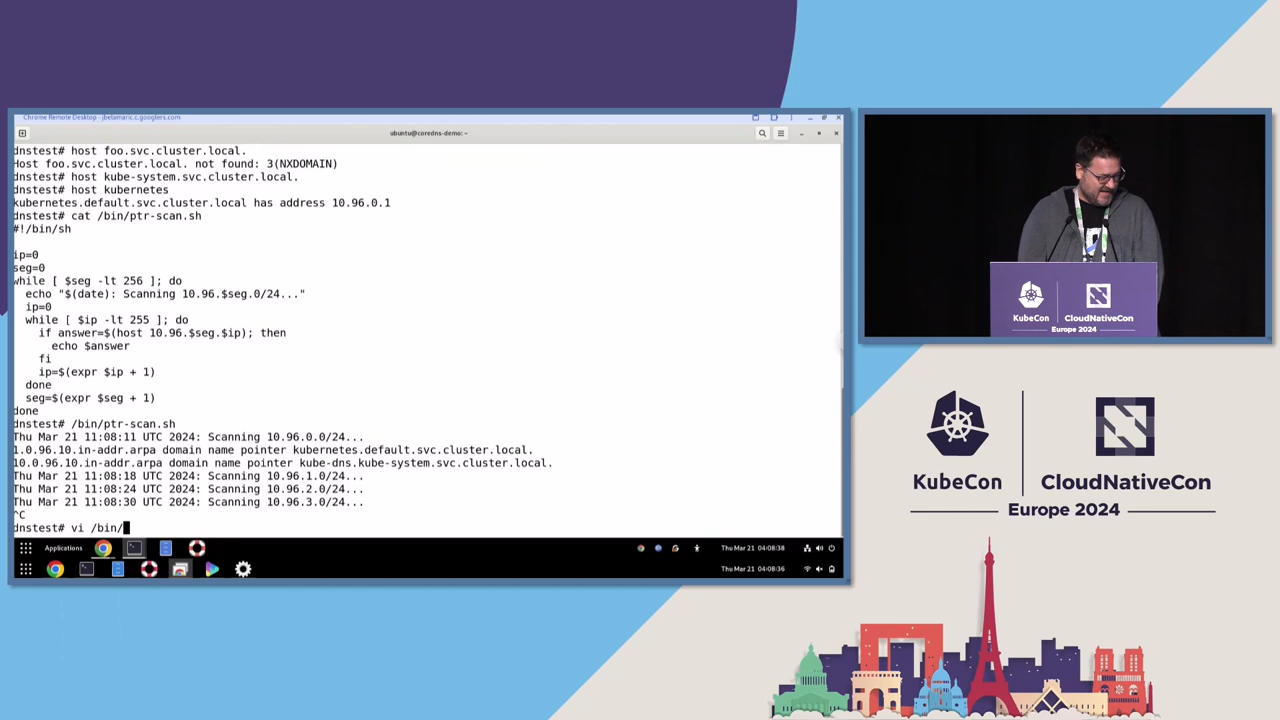 Chrome Remote Desktop - jbelamaric.c.googlers.com
ubuntu@coredns-demo: ~
dnstest# host foo.svc.cluster.local.
Host foo.svc.cluster.local. not found: 3(NXDOMAIN)
dnstest# host kube-system.svc.cluster.local.
dnstest# host kubernetes
kubernetes.default.svc.cluster.local has address 10.96.0.1
dnstest# cat /bin/ptr-scan.sh
#!/bin/sh
ip=0
seg=0
while [ $seg -lt 256 ]; do
  echo "$(date): Scanning 10.96.$seg.0/24..."
  ip=0
  while [ $ip -lt 255 ]; do
    if answer=$(host 10.96.$seg.$ip); then
      echo $answer
    fi
    ip=$(expr $ip + 1)
  done
  seg=$(expr $seg + 1)
done
dnstest# /bin/ptr-scan.sh
Thu Mar 21 11:08:11 UTC 2024: Scanning 10.96.0.0/24...
1.0.96.10.in-addr.arpa domain name pointer kubernetes.default.svc.cluster.local.
10.0.96.10.in-addr.arpa domain name pointer kube-dns.kube-system.svc.cluster.local.
Thu Mar 21 11:08:18 UTC 2024: Scanning 10.96.1.0/24...
Thu Mar 21 11:08:24 UTC 2024: Scanning 10.96.2.0/24...
Thu Mar 21 11:08:30 UTC 2024: Scanning 10.96.3.0/24...
^C
dnstest# vi /bin/
Applications
Thu Mar 21 04:08:38
Thu Mar 21 04:08:36
KubeCon
CloudNativeCon
Europe 2024
KubeCon
CloudNativeCon
Europe 2024